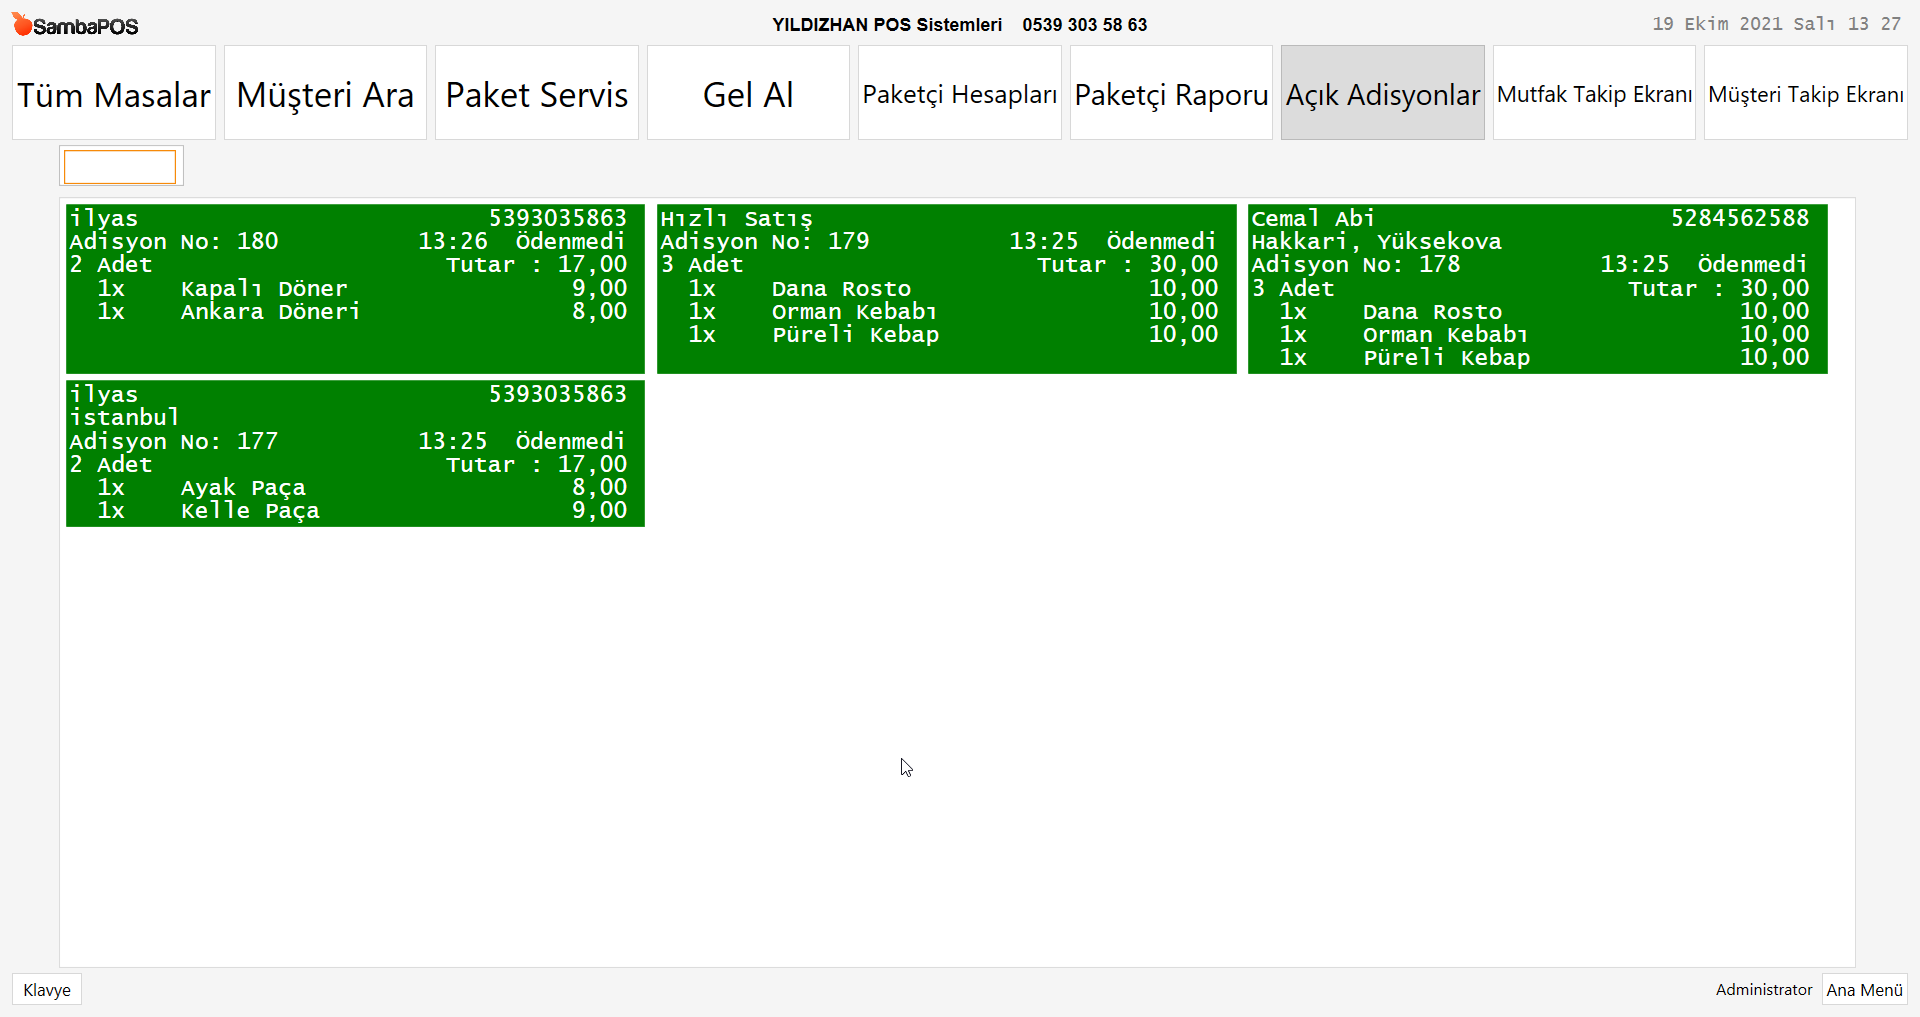 SambaPOS
YILDIZHAN POS Sistemleri 0539 303 58 63
19 Ekim 2021 Salı 13 27
Tüm Masalar
Müşteri Ara
Paket Servis
Gel Al
Paketçi Hesapları
Paketçi Raporu
Açık Adisyonlar
Mutfak Takip Ekranı
Müşteri Takip Ekranı
ilyas 5393035863
Adisyon No: 180 13:26 Ödenmedi
2 Adet Tutar : 17,00
1x Kapalı Döner 9,00
1x Ankara Döneri 8,00
Hızlı Satış
Adisyon No: 179 13:25 Ödenmedi
3 Adet Tutar : 30,00
1x Dana Rosto 10,00
1x Orman Kebabı 10,00
1x Püreli Kebap 10,00
Cemal Abi 5284562588
Hakkari, Yüksekova
Adisyon No: 178 13:25 Ödenmedi
3 Adet Tutar : 30,00
1x Dana Rosto 10,00
1x Orman Kebabı 10,00
1x Püreli Kebap 10,00
ilyas 5393035863
istanbul
Adisyon No: 177 13:25 Ödenmedi
2 Adet Tutar : 17,00
1x Ayak Paça 8,00
1x Kelle Paça 9,00
Klavye
Administrator
Ana Menü